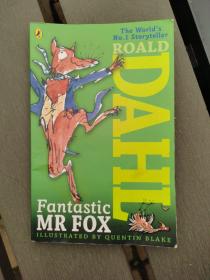 The World's
No.1 Storyteller
ROALD
DAHL
Fantastic
MR FOX
ILLUSTRATED BY QUENTIN BLAKE